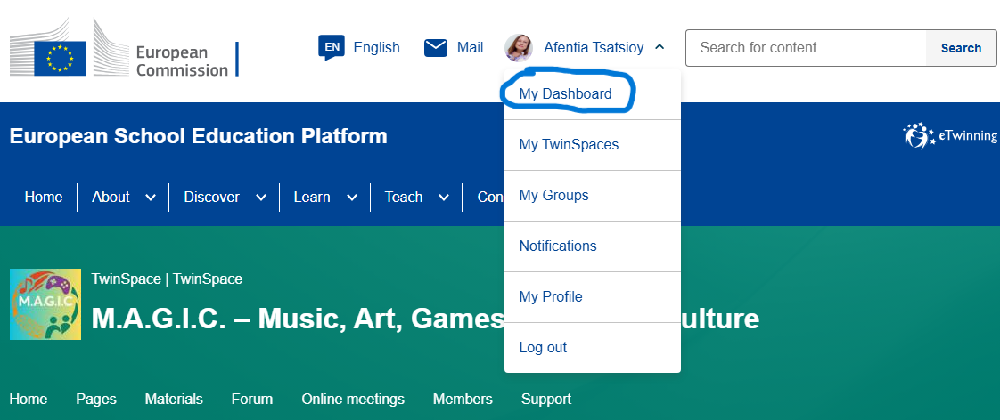 European
Commission
EN English
Mail
Afentia Tsatsioy
Search for content
Search
My Dashboard
My TwinSpaces
My Groups
Notifications
My Profile
Log out
European School Education Platform
eTwinning
Home
About
Discover
Learn
Teach
Con
M.A.G.I.C
TwinSpace | TwinSpace
M.A.G.I.C. – Music, Art, Games ulture
Home
Pages
Materials
Forum
Online meetings
Members
Support